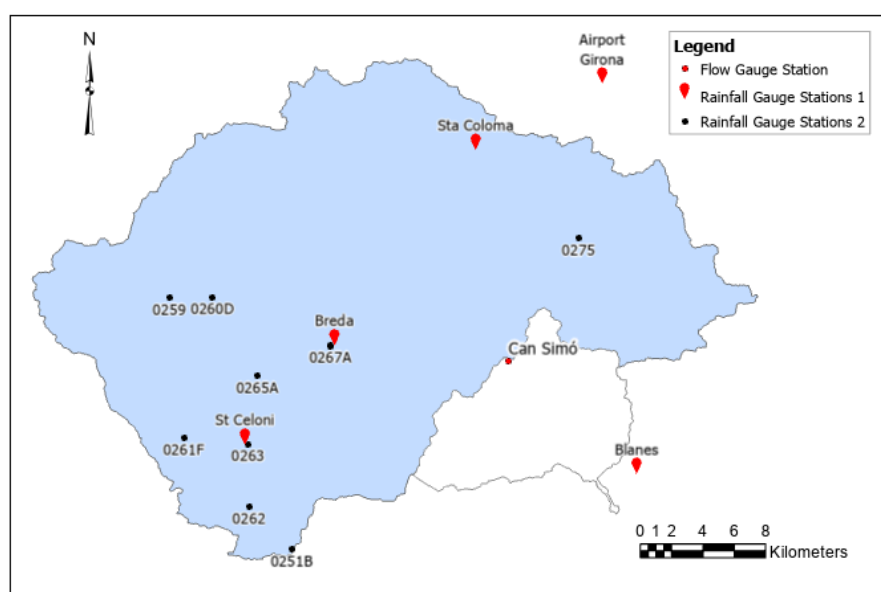 N
Airport
Girona
Legend
Flow Gauge Station
Rainfall Gauge Stations 1
Rainfall Gauge Stations 2
Sta Coloma
0275
0259
0260D
Breda
0267A
Can Simó
0265A
St Celoni
0261F
0263
Blanes
0262
0251B
0 1 2 4 6 8
Kilometers